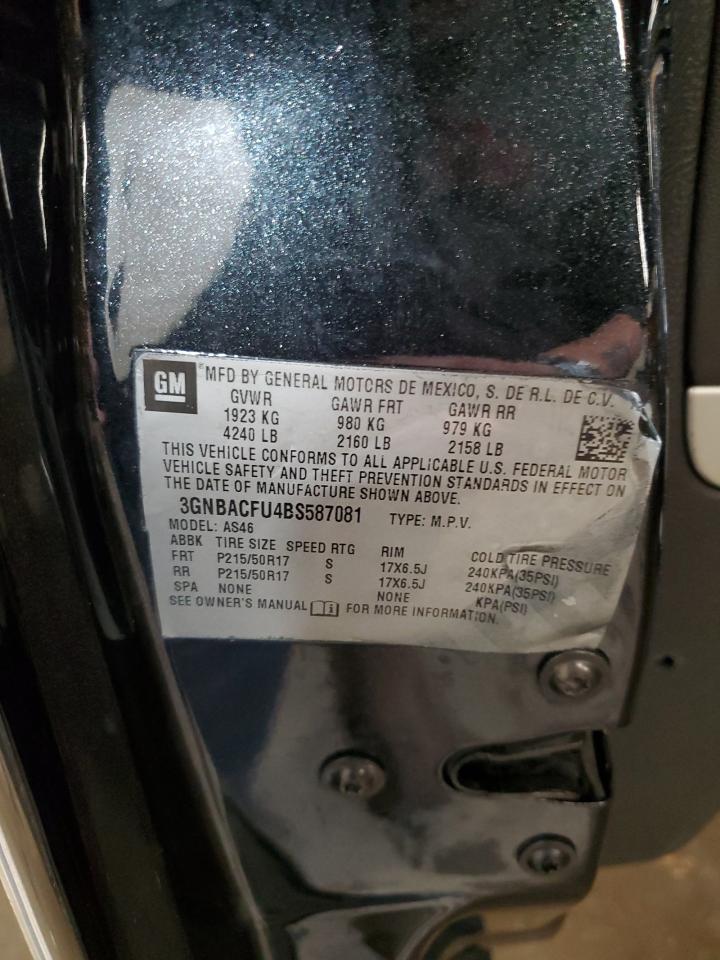 GM ® MFD BY GENERAL MOTORS DE MEXICO, S. DE R.L. DE C.V.
GVWR GAWR FRT GAWR RR
1923 KG 980 KG 979 KG
4240 LB 2160 LB 2158 LB
THIS VEHICLE CONFORMS TO ALL APPLICABLE U.S. FEDERAL MOTOR
VEHICLE SAFETY AND THEFT PREVENTION STANDARDS IN EFFECT ON
THE DATE OF MANUFACTURE SHOWN ABOVE.
3GNBACFU4BS587081 TYPE: M.P.V.
MODEL: AS46
ABBK TIRE SIZE SPEED RTG RIM COLD TIRE PRESSURE
FRT P215/50R17 S 17X6.5J 240KPA(35PSI)
RR P215/50R17 S 17X6.5J 240KPA(35PSI)
SPA NONE NONE KPA(PSI)
SEE OWNER'S MANUAL i FOR MORE INFORMATION.